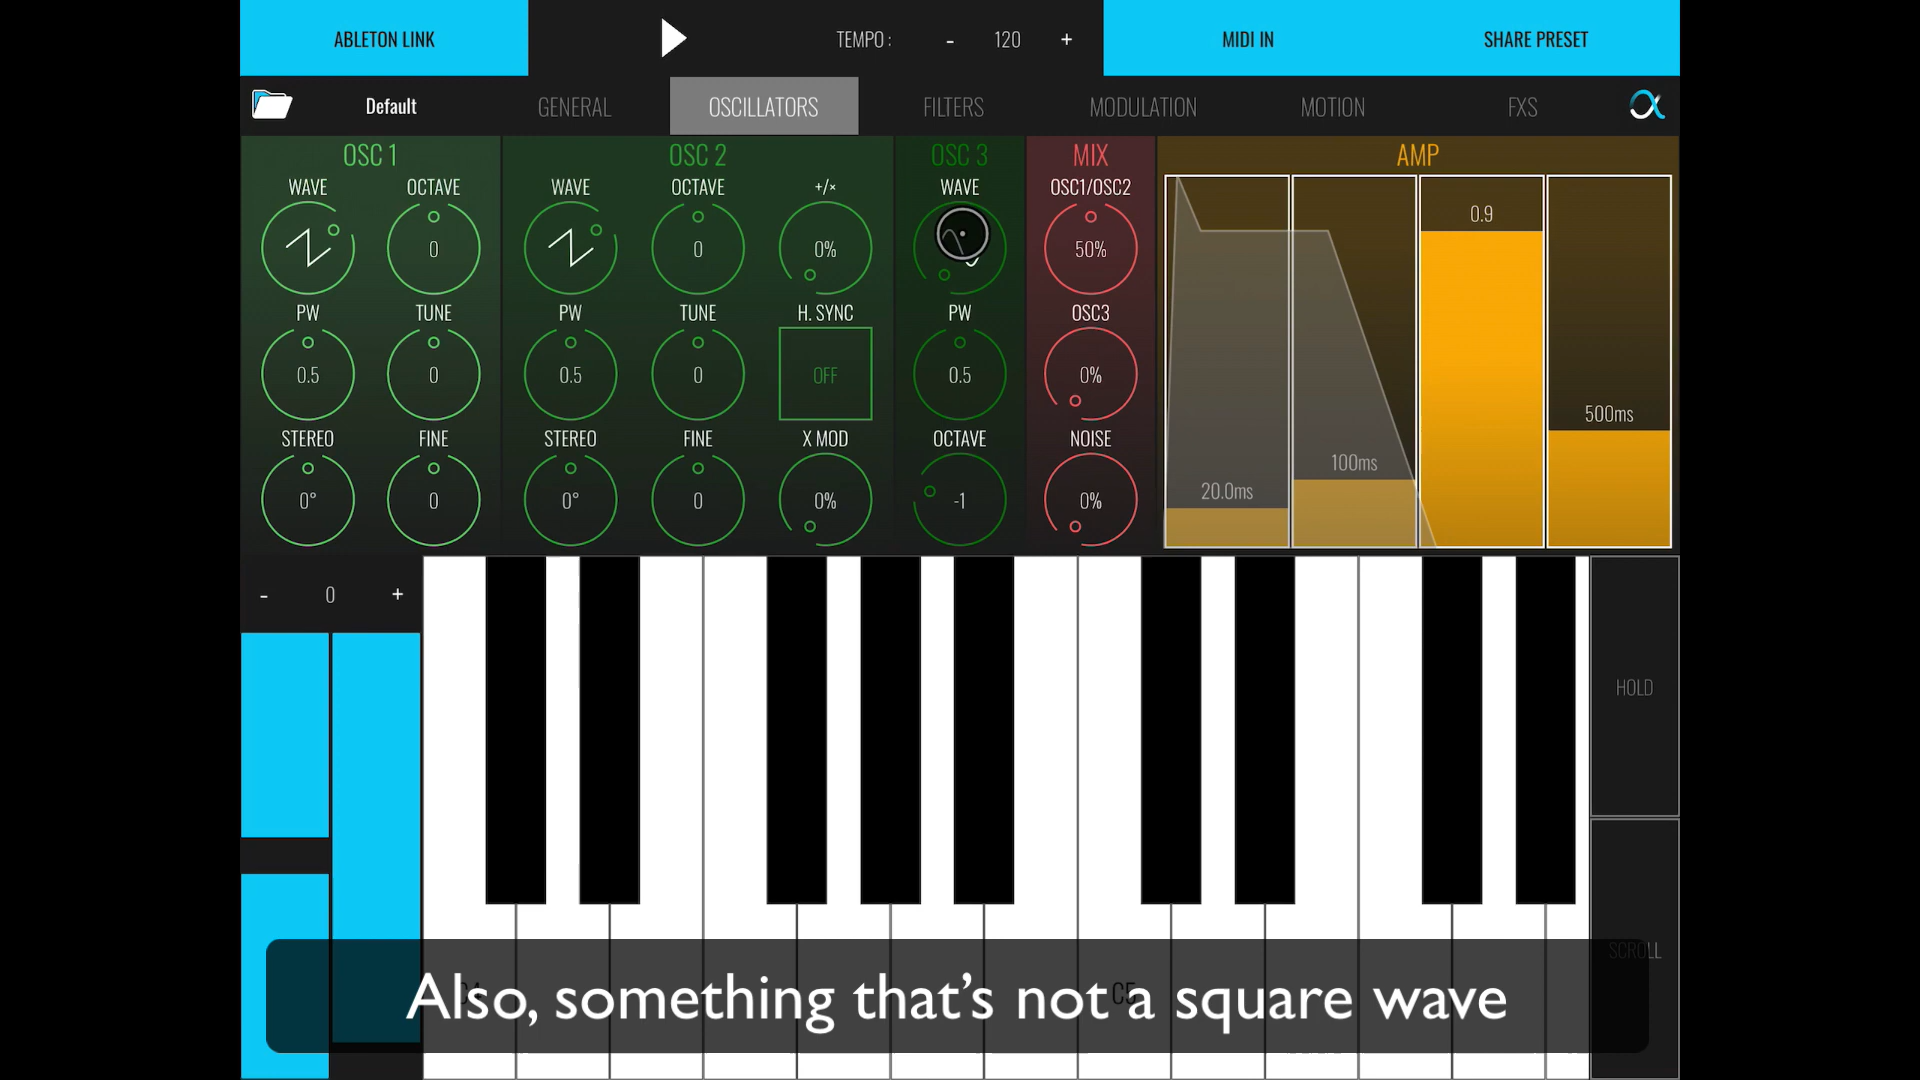 ABLETON LINK
TEMPO :
-
120
+
MIDI IN
SHARE PRESET
Default
GENERAL
OSCILLATORS
FILTERS
MODULATION
MOTION
FXS
OSC 1
OSC 2
OSC 3
MIX
AMP
WAVE
OCTAVE
WAVE
OCTAVE
+/×
WAVE
OSC1/OSC2
0
0
0%
50%
0.9
PW
TUNE
PW
TUNE
H. SYNC
PW
OSC3
0.5
0
0.5
0
OFF
0.5
0%
500ms
STEREO
FINE
STEREO
FINE
X MOD
OCTAVE
NOISE
100ms
20.0ms
0°
0
0°
0
0%
-1
0%
-
0
+
HOLD
SCROLL
C5
Also, something that's not a square wave